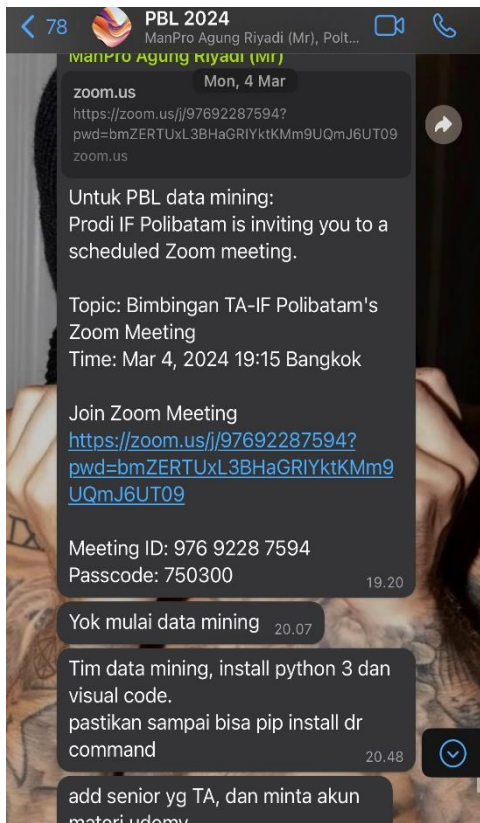 78
PBL 2024
ManPro Agung Riyadi (Mr), Polt...
ManPro Agung Riyadi (Mr)
Mon, 4 Mar
zoom.us
https://zoom.us/j/97692287594?
pwd=bmZERTUxL3BHaGRIYktKMm9UQmJ6UT09
zoom.us
Untuk PBL data mining:
Prodi IF Polibatam is inviting you to a
scheduled Zoom meeting.
Topic: Bimbingan TA-IF Polibatam's
Zoom Meeting
Time: Mar 4, 2024 19:15 Bangkok
Join Zoom Meeting
https://zoom.us/j/97692287594?
pwd=bmZERTUxL3BHaGRIYktKMm9
UQmJ6UT09
Meeting ID: 976 9228 7594
Passcode: 750300
19.20
Yok mulai data mining 20.07
Tim data mining, install python 3 dan
visual code.
pastikan sampai bisa pip install dr
command
20.48
add senior yg TA, dan minta akun
materi udemy